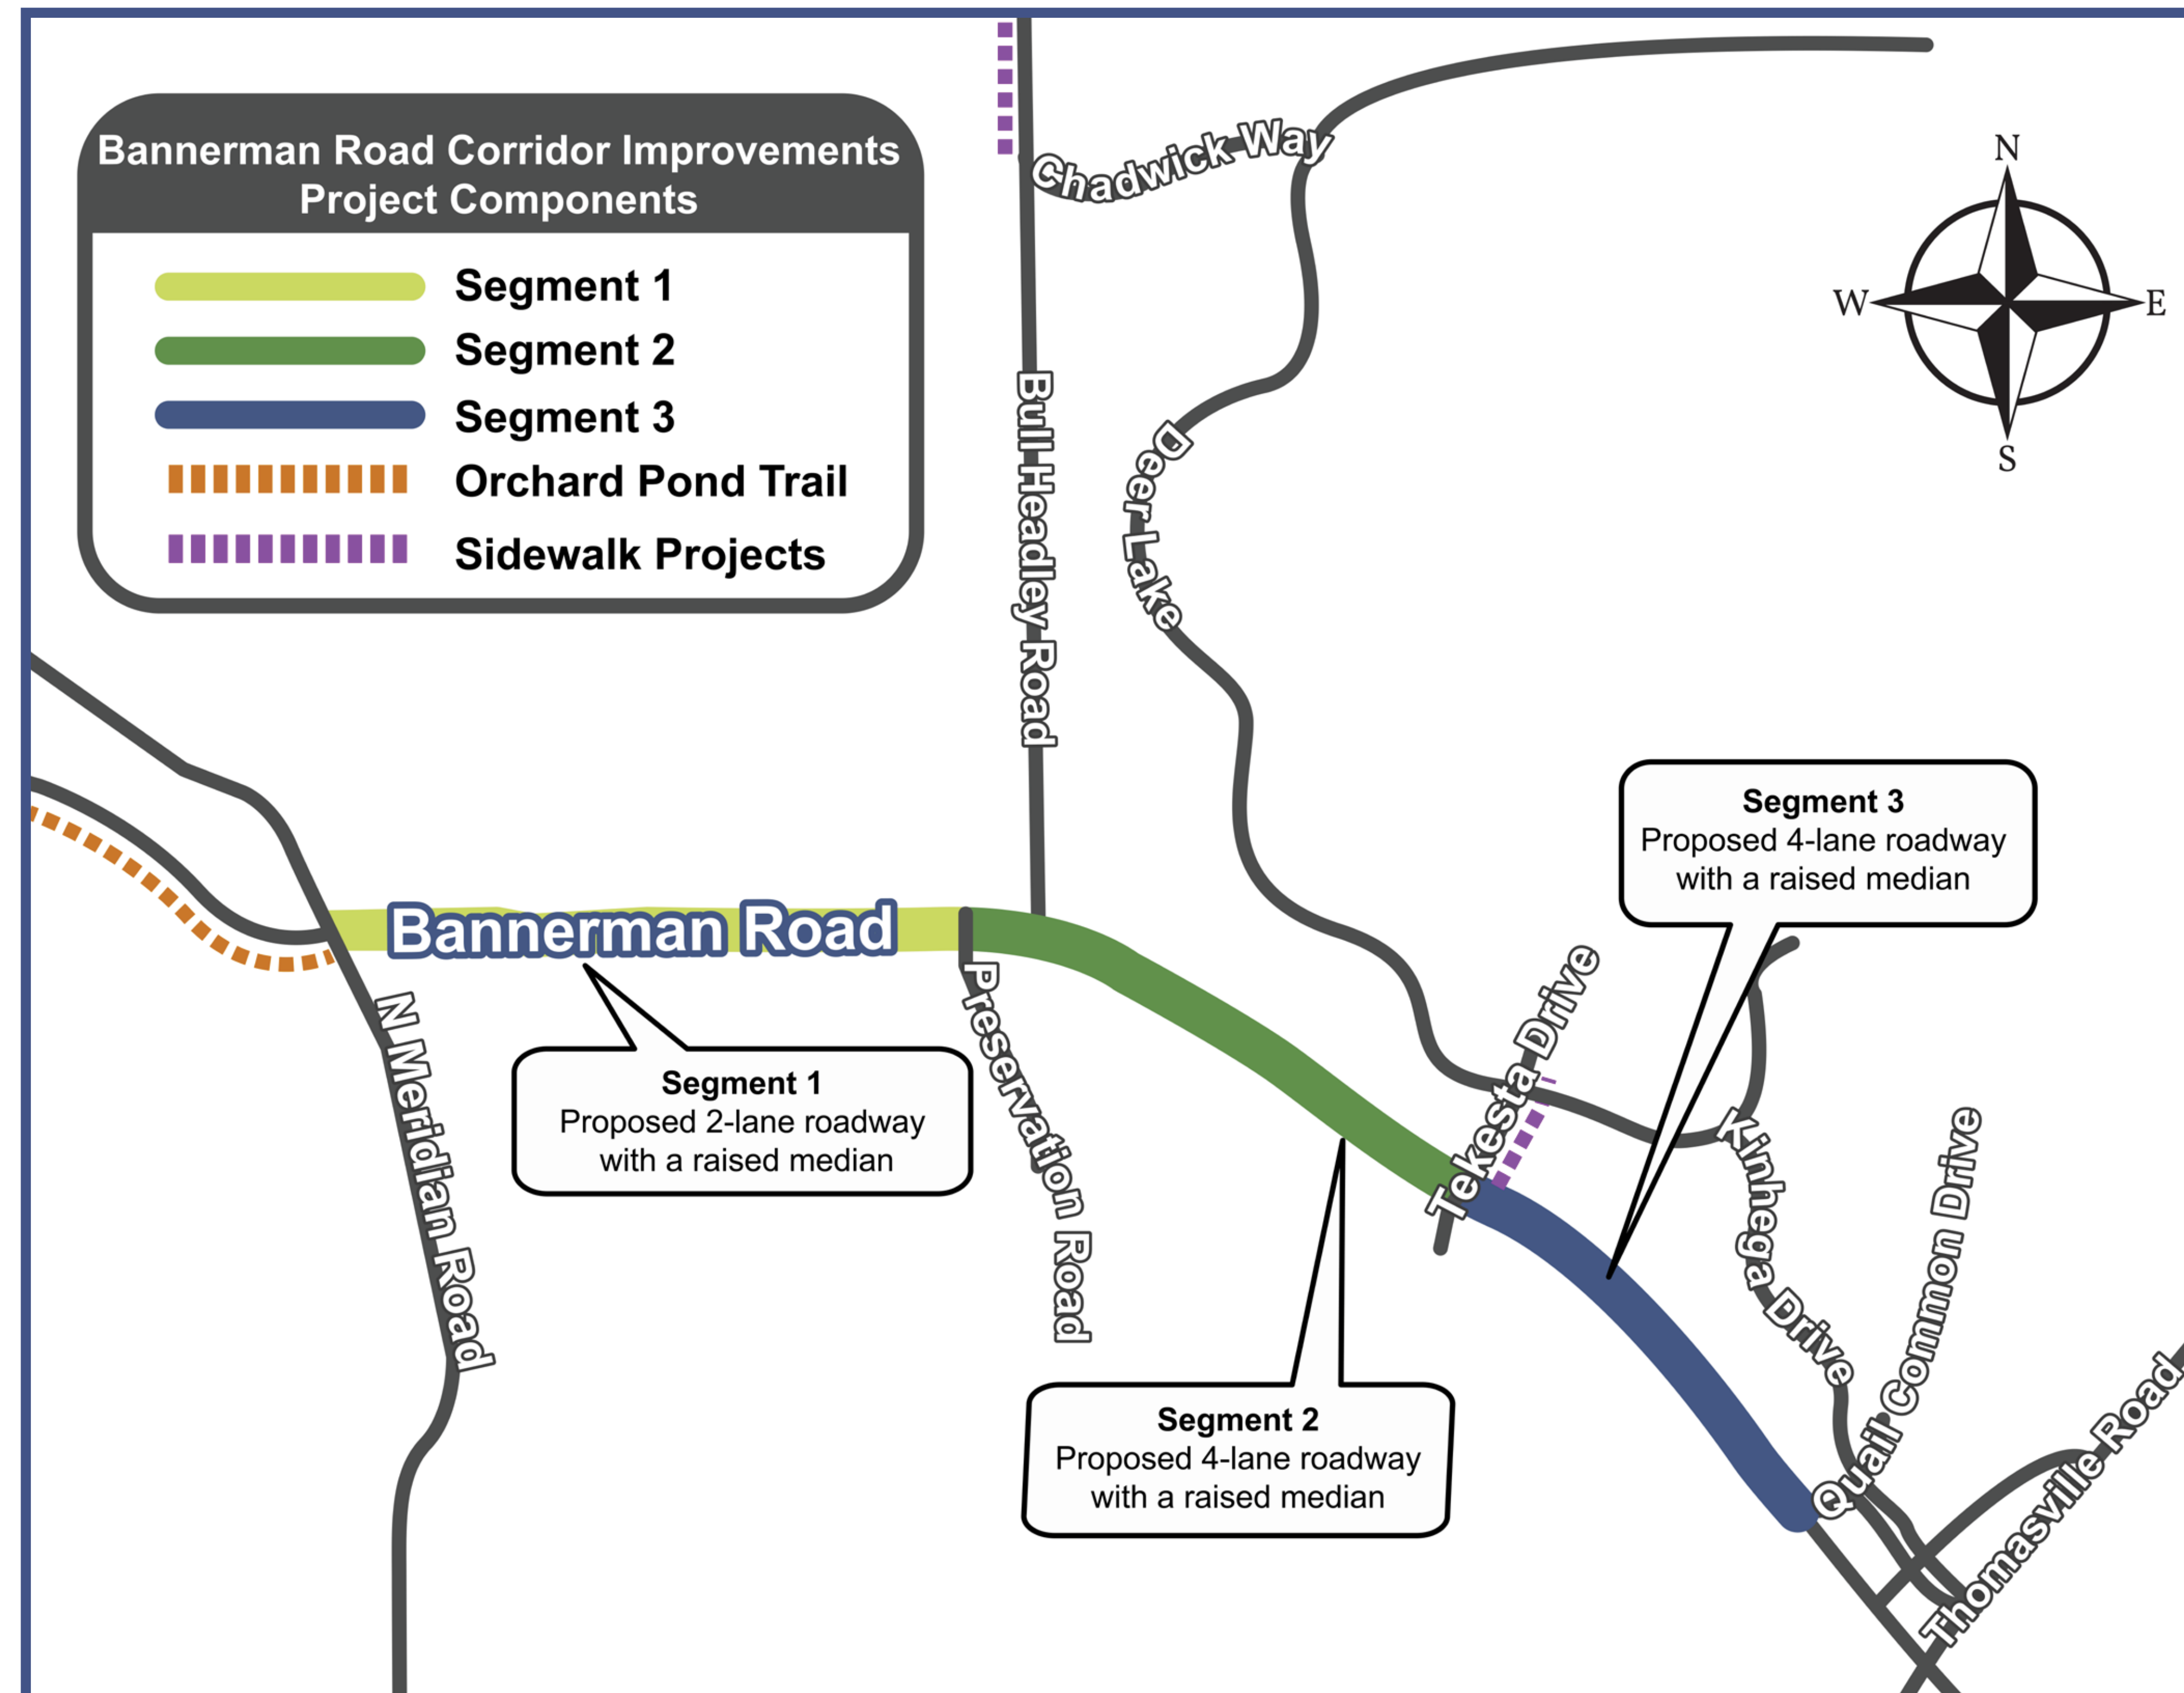 Bannerman Road Corridor Improvements
Project Components
Segment 1
Segment 2
Segment 3
Orchard Pond Trail
Sidewalk Projects
Chadwick Way
N
W
E
S
Bull Headley Road
Deer Lake
Segment 3
Proposed 4-lane roadway
with a raised median
Bannerman Road
Tekesta Drive
N Meridian Road
Preservation Road
Segment 1
Proposed 2-lane roadway
with a raised median
Kinhega Drive
Quail Common Drive
Segment 2
Proposed 4-lane roadway
with a raised median
Thomasville Road